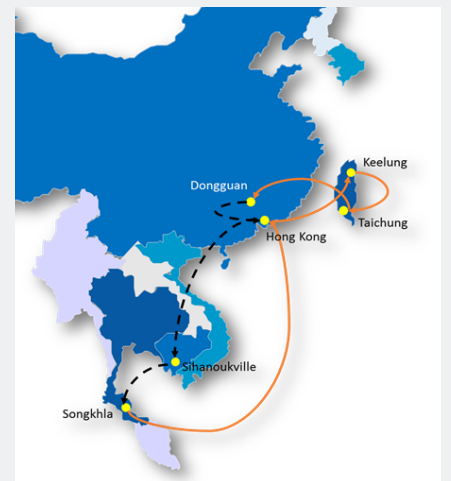 Keelung
Dongguan
Taichung
Hong Kong
Sihanoukville
Songkhla